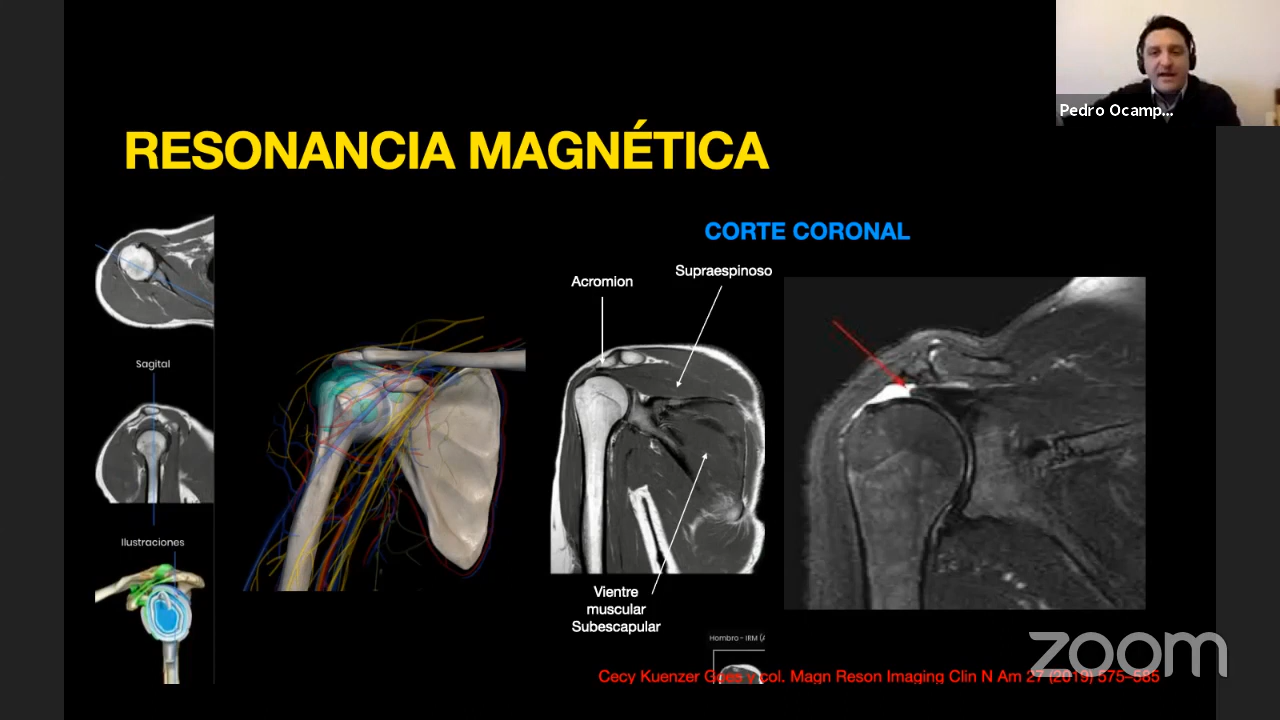 Pedro Ocamp...
RESONANCIA MAGNÉTICA
CORTE CORONAL
Supraespinoso
Acromion
Sagital
Ilustraciones
Vientre
muscular
Subescapular
Hombro - IRM (A
Cecy Kuenzer Goes y col. Magn Reson Imaging Clin N Am 27 (2019) 575–585
zoom